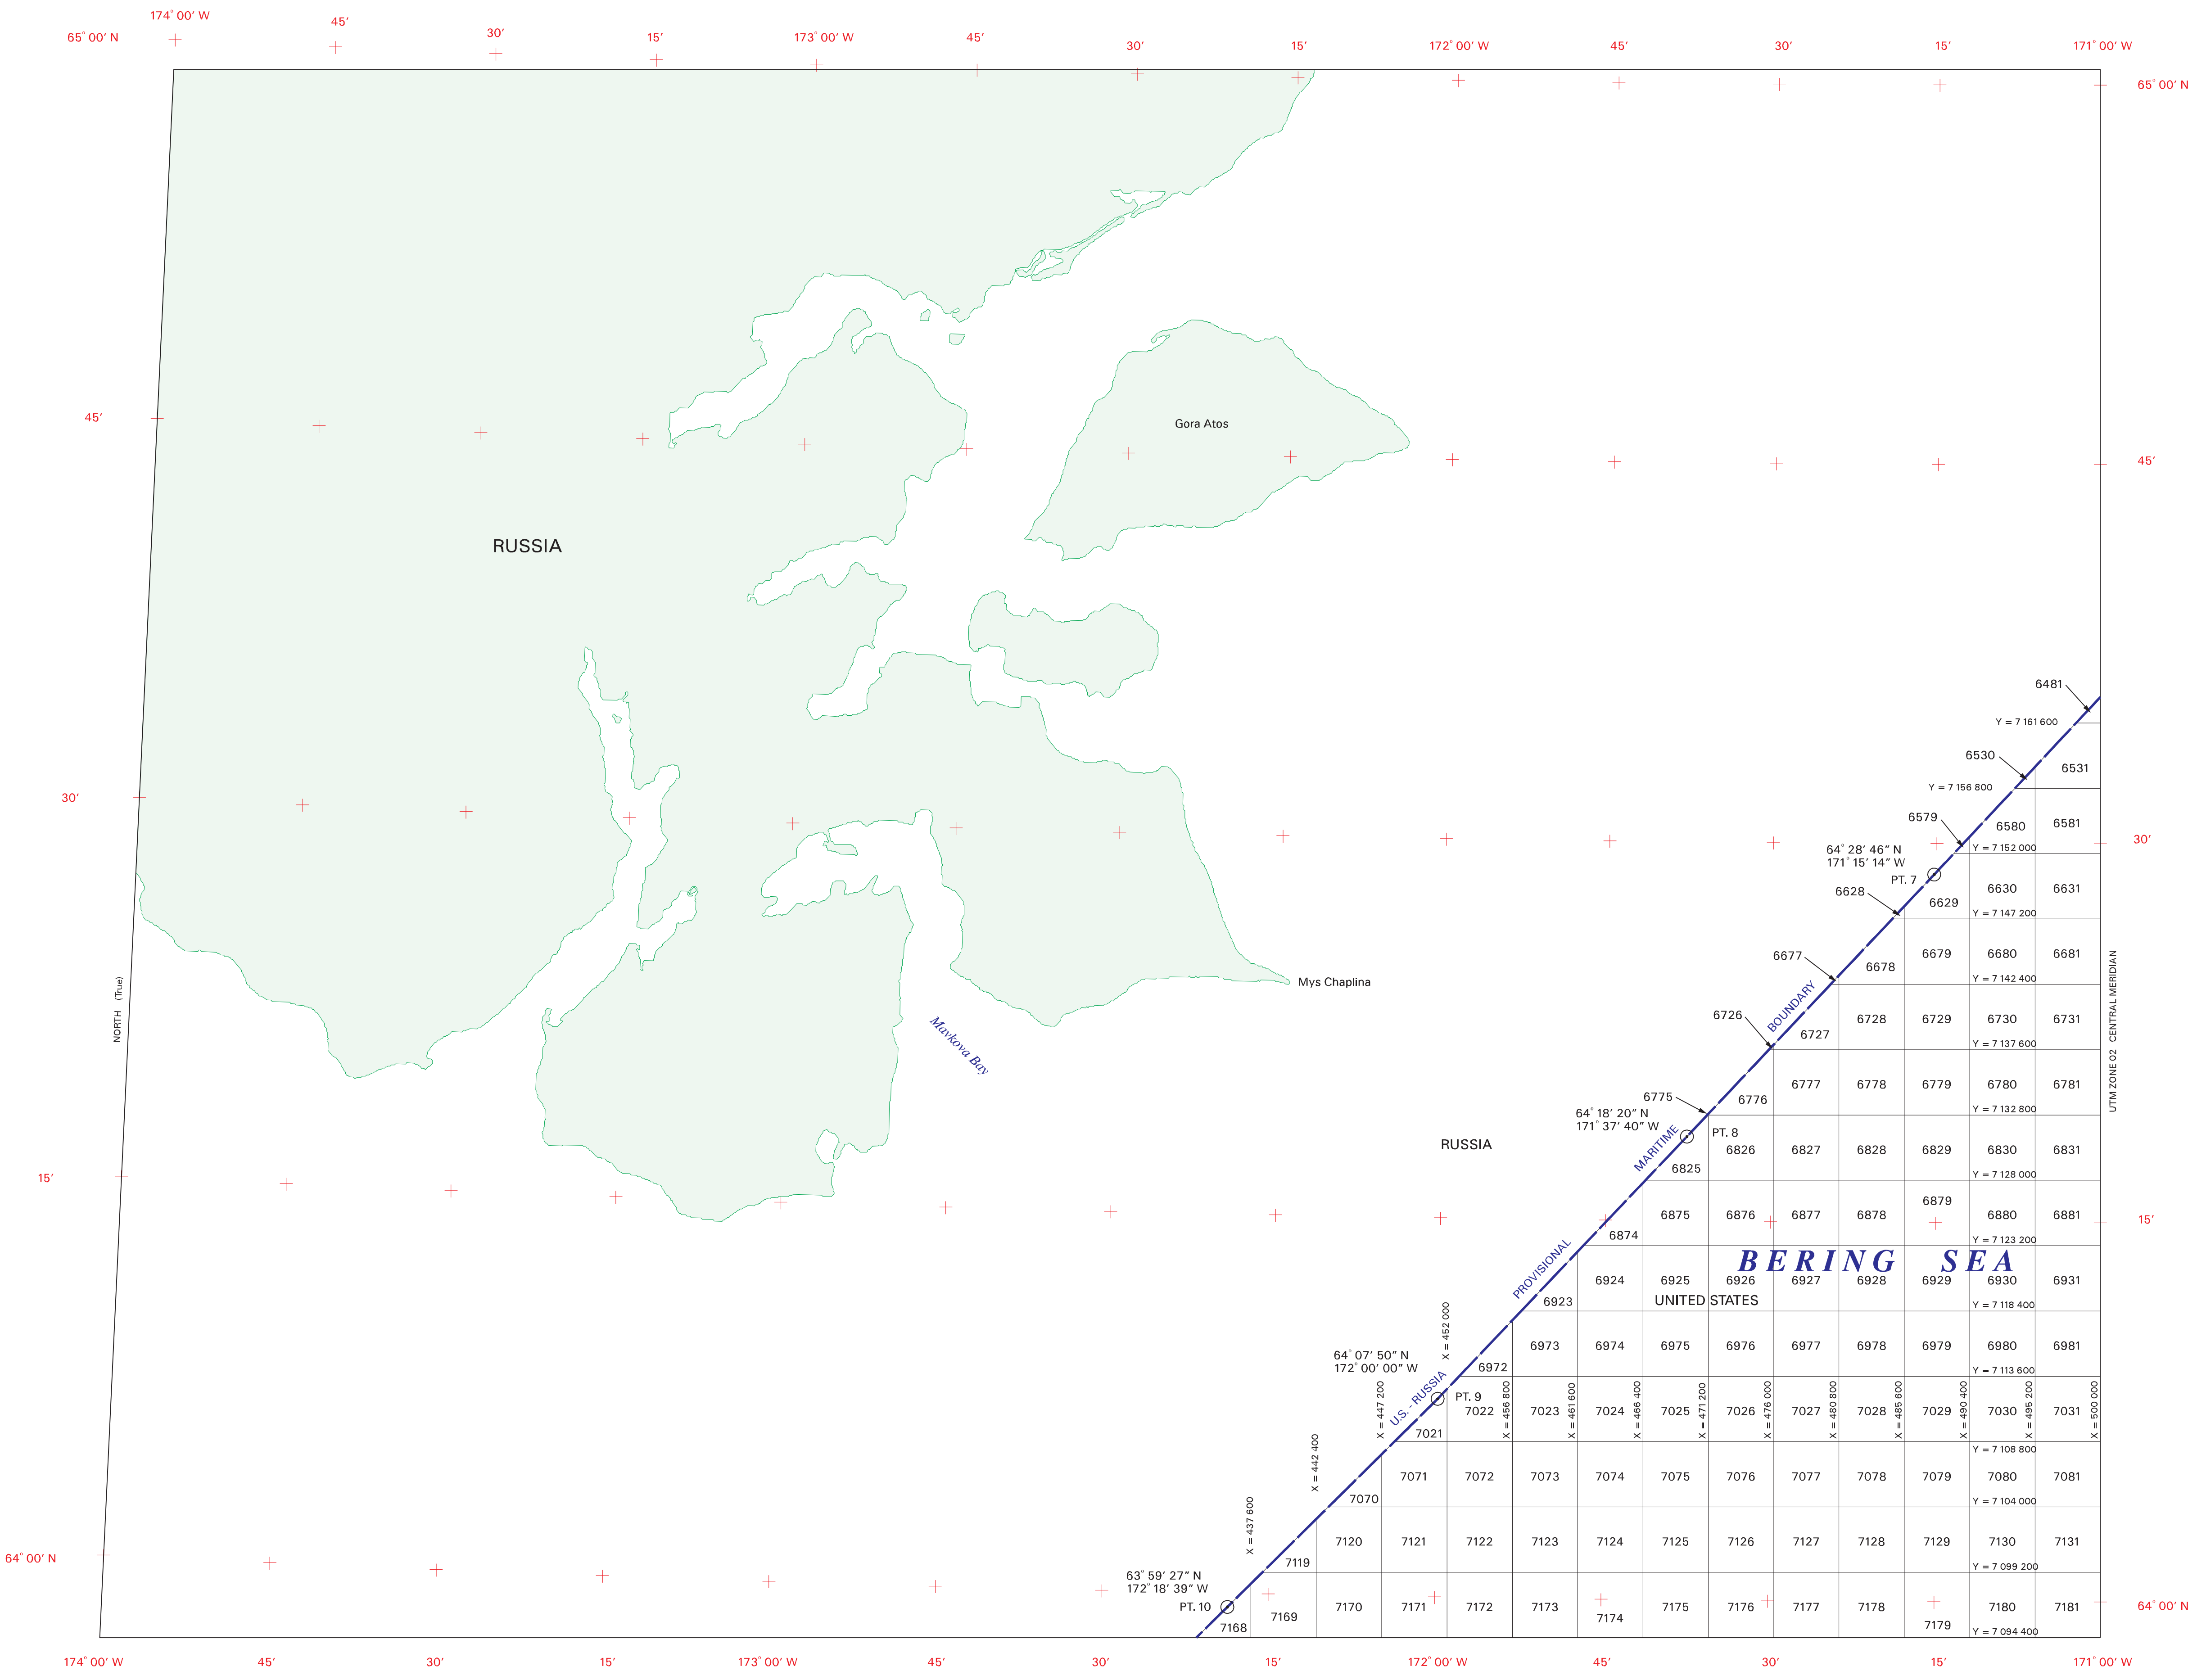 174° 00′ W 45′ 30′ 15′ 173° 00′ W 45′ 30′ 15′ 172° 00′ W 45′ 30′ 15′ 171° 00′ W
65° 00′ N
65° 00′ N
Gora Atos
45′
45′
RUSSIA
6481
Y = 7 161 600
6530
6531
Y = 7 156 800
30′
6579
6580 6581
30′
Y = 7 152 000
64° 28′ 46″ N
171° 15′ 14″ W
PT. 7
6628
6629 6630 6631
Y = 7 147 200
6677
6678 6679 6680 6681
Y = 7 142 400
Mys Chaplina
NORTH (True)
UTM ZONE 02 CENTRAL MERIDIAN
Mavkova Bay
6726
6727 6728 6729 6730 6731
Y = 7 137 600
6775
6776 6777 6778 6779 6780 6781
Y = 7 132 800
64° 18′ 20″ N
171° 37′ 40″ W
PT. 8
RUSSIA
6825 6826 6827 6828 6829 6830 6831
Y = 7 128 000
15′
6874 6875 6876 6877 6878 6879 6880 6881
15′
Y = 7 123 200
BERING SEA
6923 6924 6925 6926 6927 6928 6929 6930 6931
UNITED STATES
Y = 7 118 400
U.S. - RUSSIA PROVISIONAL MARITIME BOUNDARY
6972 6973 6974 6975 6976 6977 6978 6979 6980 6981
Y = 7 113 600
64° 07′ 50″ N
172° 00′ 00″ W
PT. 9
7021 7022 7023 7024 7025 7026 7027 7028 7029 7030 7031
X = 437 600 X = 442 400 X = 447 200 X = 452 000 X = 456 800 X = 461 600 X = 466 400 X = 471 200 X = 476 000 X = 480 800 X = 485 600 X = 490 400 X = 495 200 X = 500 000
Y = 7 108 800
7070 7071 7072 7073 7074 7075 7076 7077 7078 7079 7080 7081
Y = 7 104 000
7119 7120 7121 7122 7123 7124 7125 7126 7127 7128 7129 7130 7131
Y = 7 099 200
64° 00′ N
63° 59′ 27″ N
172° 18′ 39″ W
PT. 10
7168 7169 7170 7171 7172 7173 7174 7175 7176 7177 7178 7179 7180 7181
64° 00′ N
Y = 7 094 400
174° 00′ W 45′ 30′ 15′ 173° 00′ W 45′ 30′ 15′ 172° 00′ W 45′ 30′ 15′ 171° 00′ W